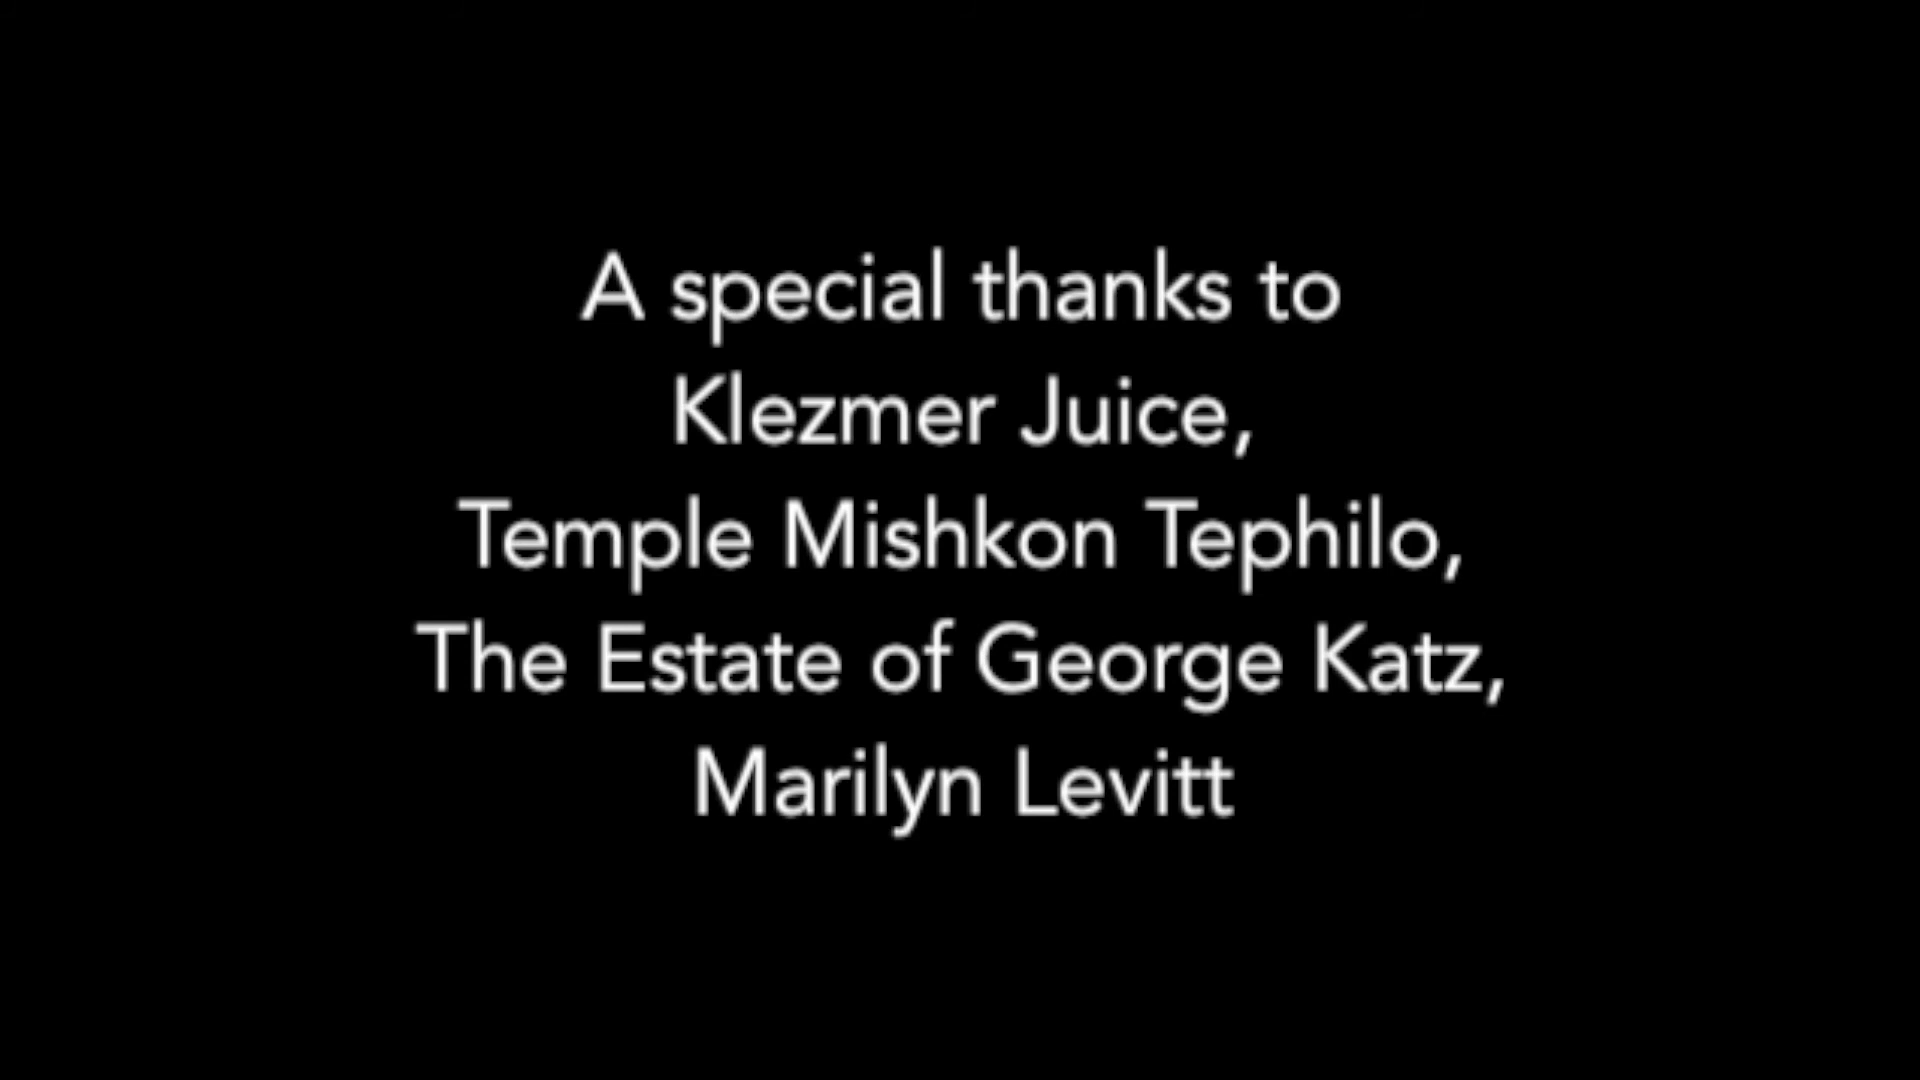 A special thanks to
Klezmer Juice,
Temple Mishkon Tephilo,
The Estate of George Katz,
Marilyn Levitt